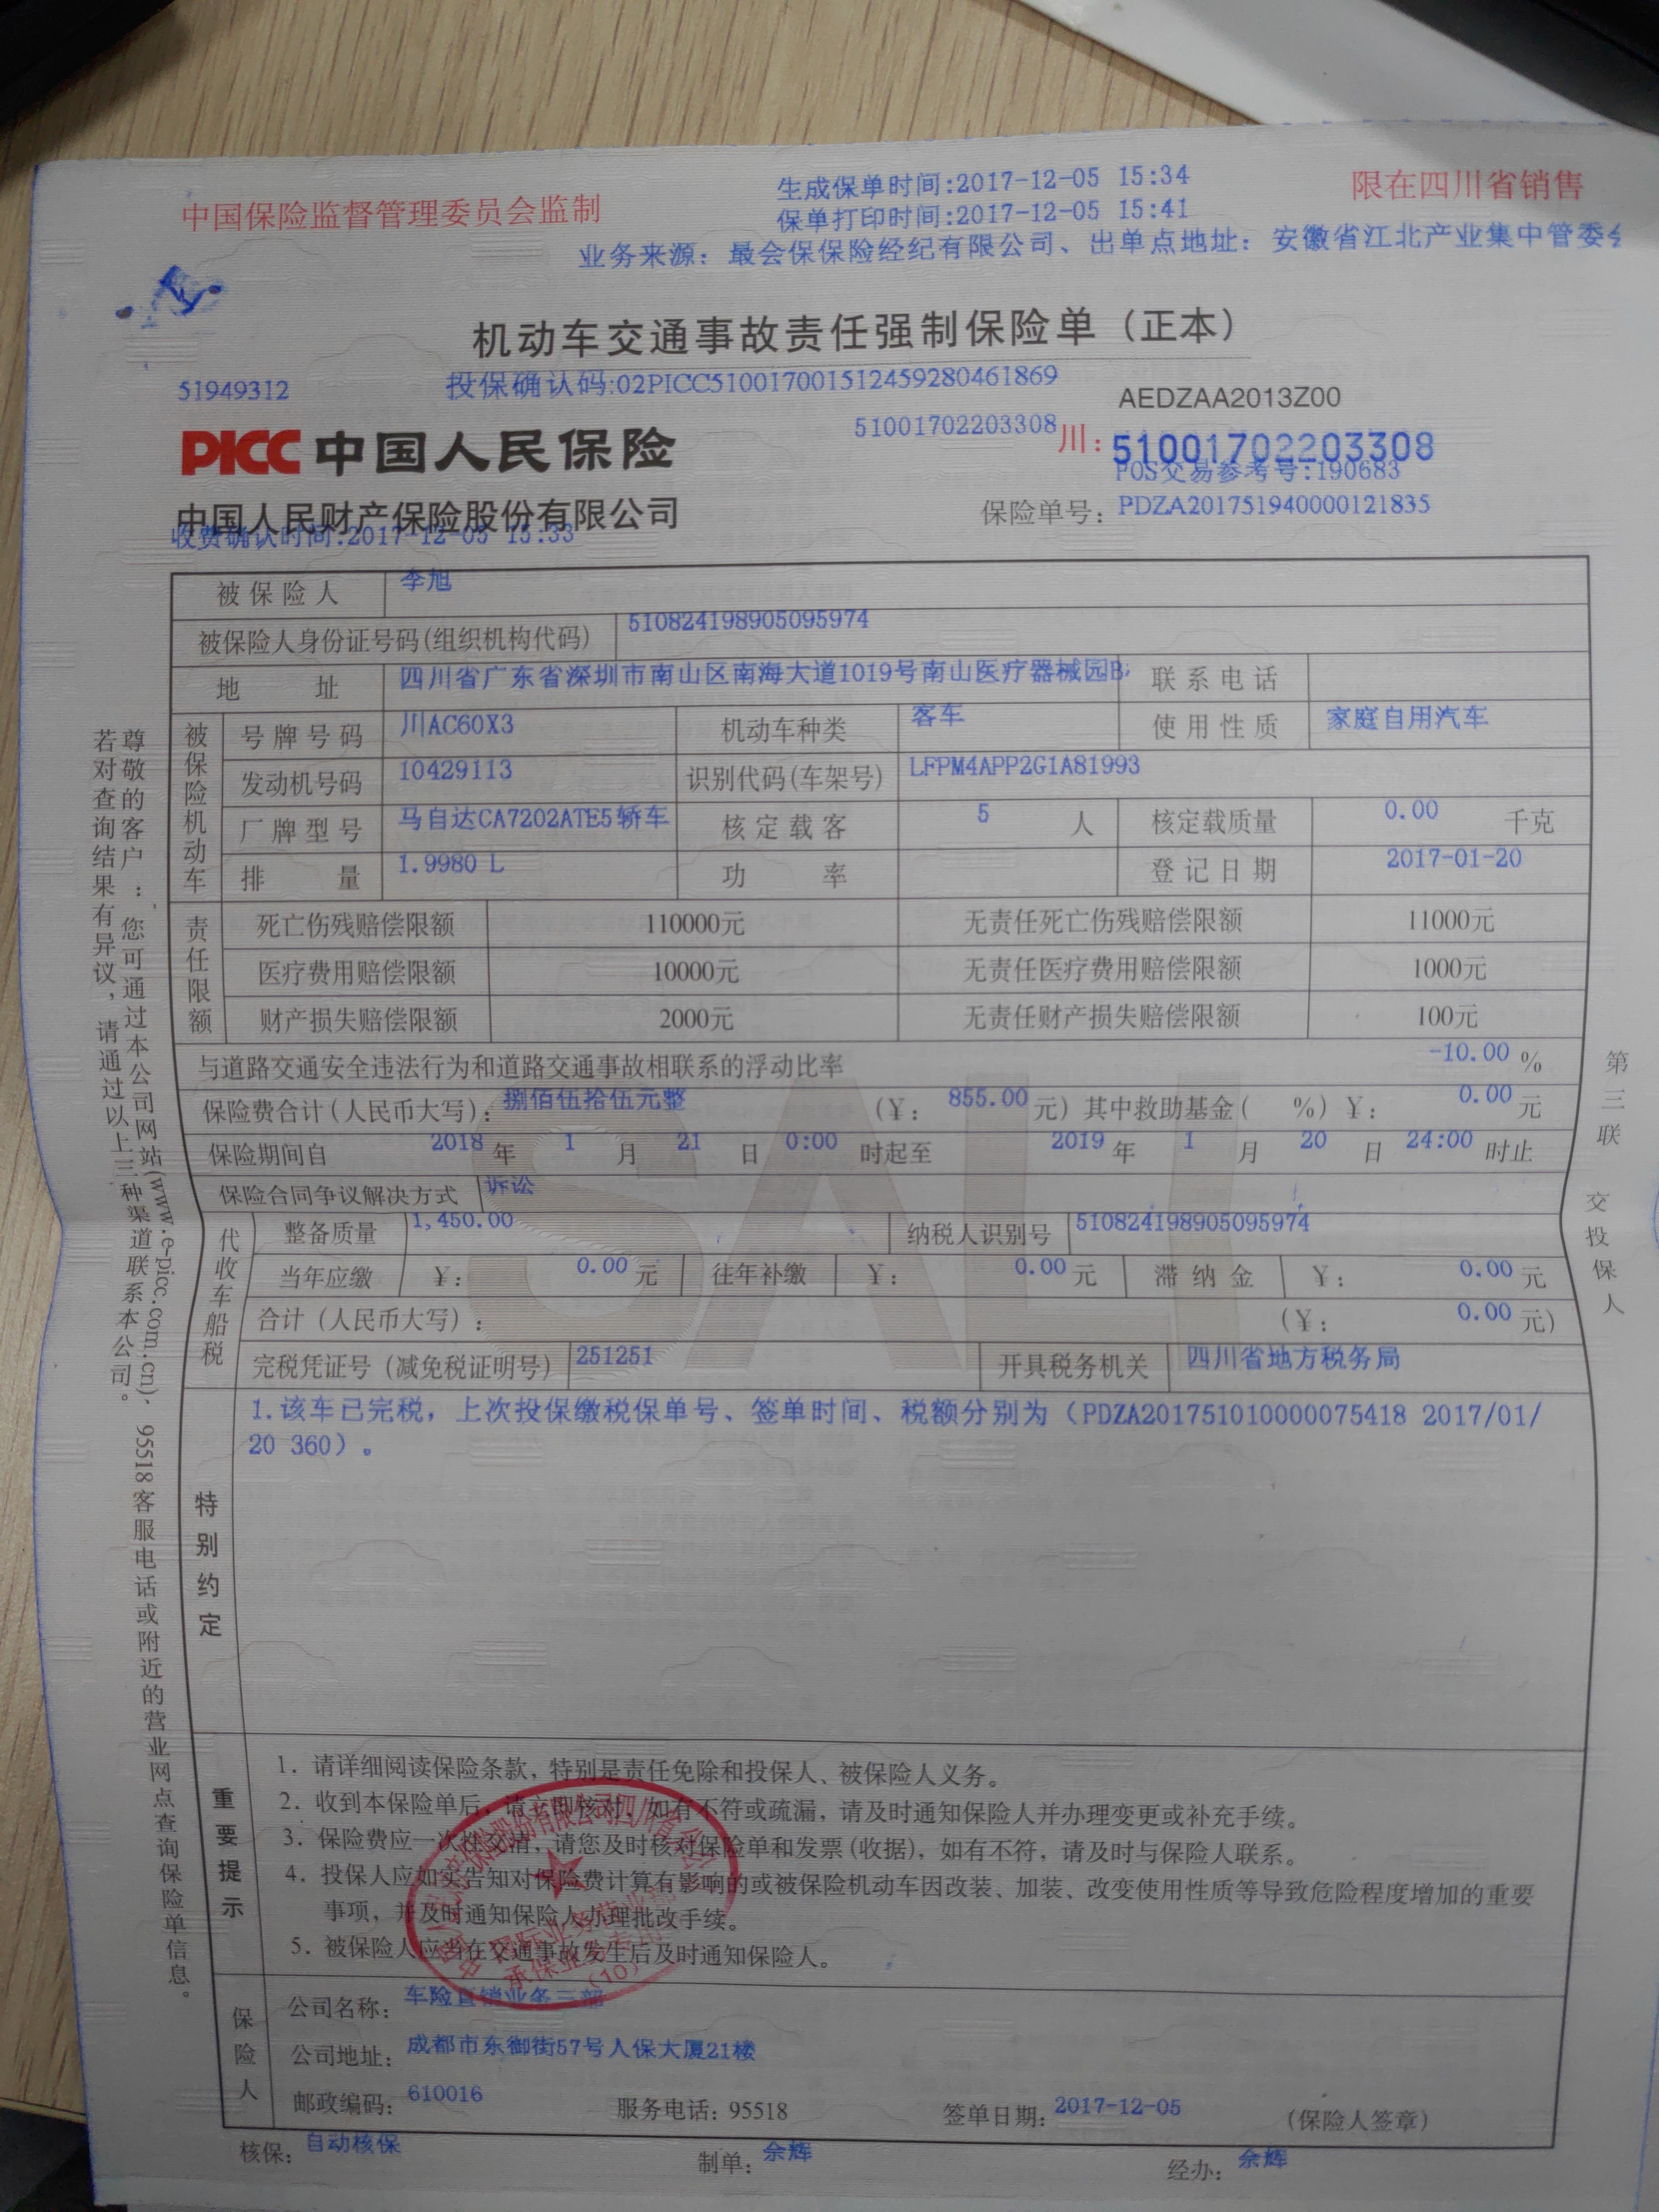 中国保险监督管理委员会监制
生成保单时间:2017-12-05 15:34
限在四川省销售
保单打印时间:2017-12-05 15:41
业务来源：最会保保险经纪有限公司、出单点地址：安徽省江北产业集中管委
机动车交通事故责任强制保险单（正本）
51949312
投保确认码:02PICC510017001512459280461869
AEDZAA2013Z00
51001702203308
川：51001702203308
PICC 中国人民保险
POS交易参考号:190683
中国人民财产保险股份有限公司
保险单号：PDZA201751940000121835
收费确认时间:2017-12-05 15:33
被保险人 李旭
被保险人身份证号码(组织机构代码) 510824198905095974
地址 四川省广东省深圳市南山区南海大道1019号南山医疗器械园B 联系电话
被保险机动车
号牌号码 川AC60X3 机动车种类 客车 使用性质 家庭自用汽车
发动机号码 10429113 识别代码(车架号) LFPM4APP2G1A81993
厂牌型号 马自达CA7202ATE5轿车 核定载客 5 人 核定载质量 0.00 千克
排量 1.9980 L 功率 登记日期 2017-01-20
责任限额
死亡伤残赔偿限额 110000元 无责任死亡伤残赔偿限额 11000元
医疗费用赔偿限额 10000元 无责任医疗费用赔偿限额 1000元
财产损失赔偿限额 2000元 无责任财产损失赔偿限额 100元
与道路交通安全违法行为和道路交通事故相联系的浮动比率 -10.00 %
保险费合计(人民币大写)：捌佰伍拾伍元整 (￥：855.00元) 其中救助基金( %)￥：0.00元
保险期间自 2018 年 1 月 21 日 0:00 时起至 2019 年 1 月 20 日 24:00 时止
保险合同争议解决方式 诉讼
代收车船税
整备质量 1,450.00 纳税人识别号 510824198905095974
当年应缴 ￥：0.00元 往年补缴 ￥：0.00元 滞纳金 ￥：0.00元
合计(人民币大写)： (￥：0.00元)
完税凭证号(减免税证明号) 251251 开具税务机关 四川省地方税务局
SALI
特别约定
1.该车已完税，上次投保缴税保单号、签单时间、税额分别为（PDZA201751010000075418 2017/01/
20 360）。
重要提示
1. 请详细阅读保险条款，特别是责任免除和投保人、被保险人义务。
2. 收到本保险单后，请立即核对，如有不符或疏漏，请及时通知保险人并办理变更或补充手续。
3. 保险费应一次性交清，请您及时核对保险单和发票(收据)，如有不符，请及时与保险人联系。
4. 投保人应如实告知对保险费计算有影响的或被保险机动车因改装、加装、改变使用性质等导致危险程度增加的重要
事项，并及时通知保险人办理批改手续。
5. 被保险人应当在交通事故发生后及时通知保险人。
承保业务专用
(10)
保险人
公司名称：车险直销业务三部
公司地址：成都市东御街57号人保大厦21楼
邮政编码：610016 服务电话：95518 签单日期：2017-12-05 (保险人签章)
核保：自动核保 制单：余辉 经办：余辉
尊敬的客户：您可通过本公司网站(www.e-picc.com.cn)、95518客服电话或附近的营业网点查询保险单信息。
若对查询结果有异议，请通过以上三种渠道联系本公司。
第三联 交投保人